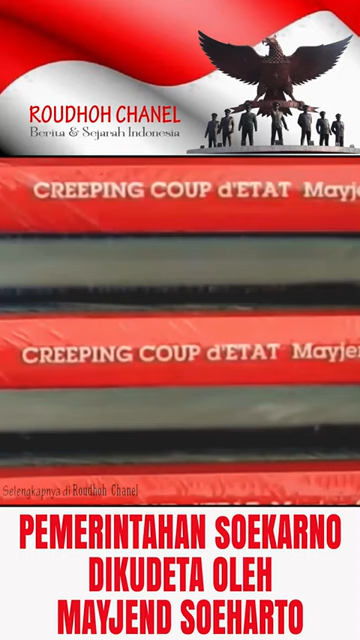 ROUDHOH CHANEL
Berita & Sejarah Indonesia
CREEPING COUP d'ETAT Mayje
CREEPING COUP d'ETAT Mayjen
Selengkapnya di Roudhoh Chanel
PEMERINTAHAN SOEKARNO
DIKUDETA OLEH
MAYJEND SOEHARTO